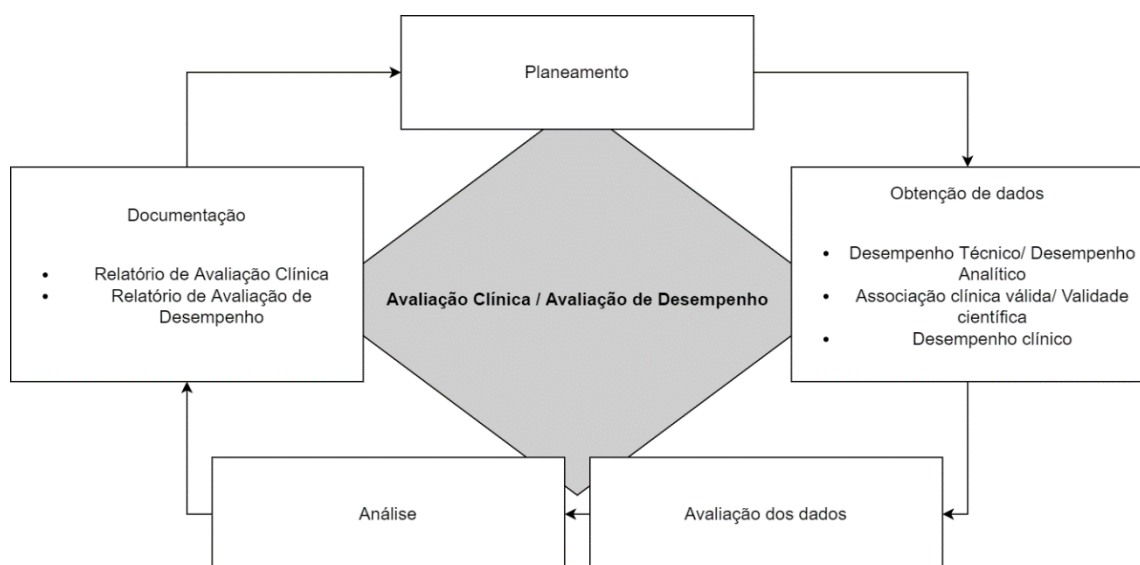 Planeamento
Documentação
• Relatório de Avaliação Clínica
• Relatório de Avaliação de
Desempenho
Avaliação Clínica / Avaliação de Desempenho
Obtenção de dados
• Desempenho Técnico/ Desempenho
Analítico
• Associação clínica válida/ Validade
científica
• Desempenho clínico
Análise
Avaliação dos dados